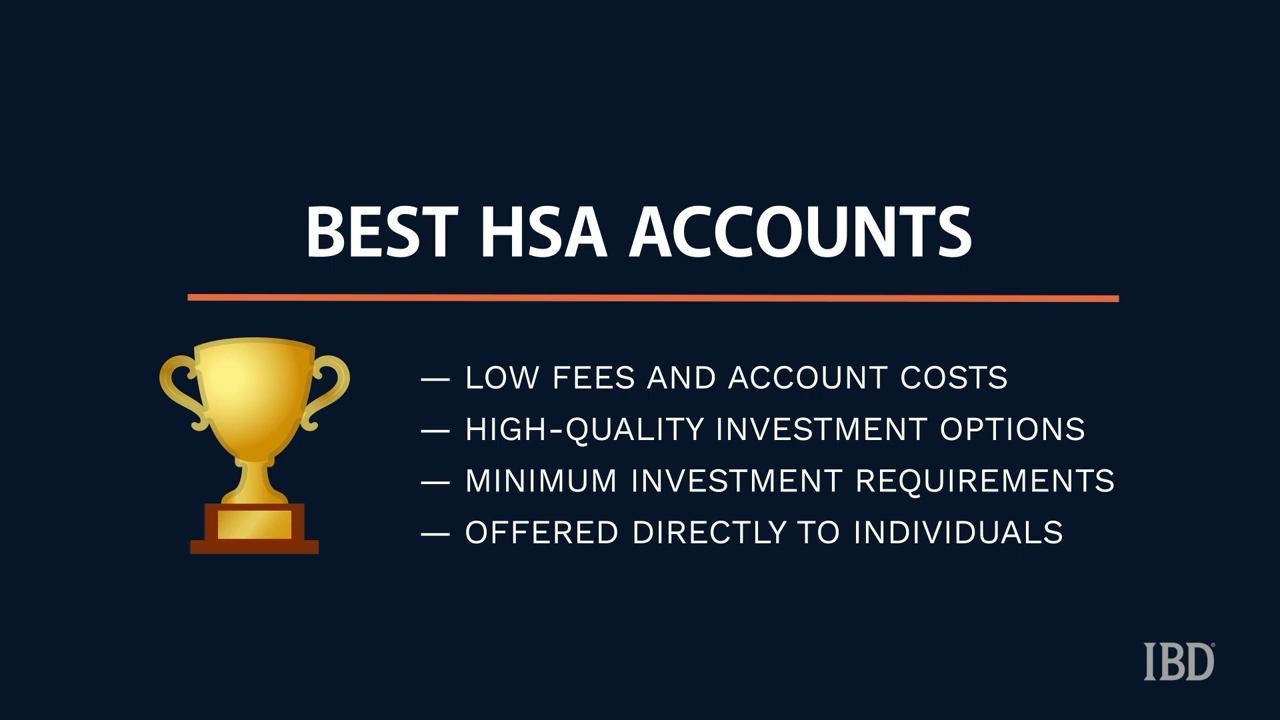 BEST HSA ACCOUNTS
— LOW FEES AND ACCOUNT COSTS
— HIGH-QUALITY INVESTMENT OPTIONS
— MINIMUM INVESTMENT REQUIREMENTS
— OFFERED DIRECTLY TO INDIVIDUALS
IBD